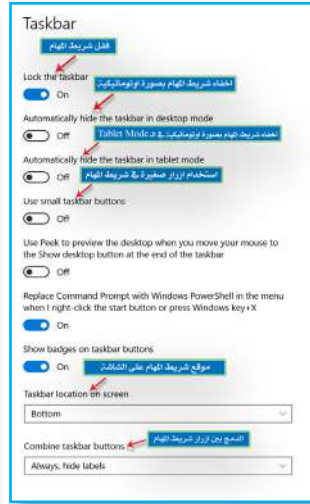 Taskbar
قفل شريط المهام
Lock the taskbar
اخفاء شريط المهام بصورة اوتوماتيكية
On
Automatically hide the taskbar in desktop mode
Off
اخفاء شريط المهام بصورة اوتوماتيكية في الـ Tablet Mode
Automatically hide the taskbar in tablet mode
Off
استخدام ازرار صغيرة في شريط المهام
Use small taskbar buttons
Off
Use Peek to preview the desktop when you move your mouse to
the Show desktop button at the end of the taskbar
Off
Replace Command Prompt with Windows PowerShell in the menu
when I right-click the start button or press Windows key+X
On
Show badges on taskbar buttons
On
موقع شريط المهام على الشاشة
Taskbar location on screen
Bottom
الدمج بين ازرار شريط المهام
Combine taskbar buttons
Always, hide labels